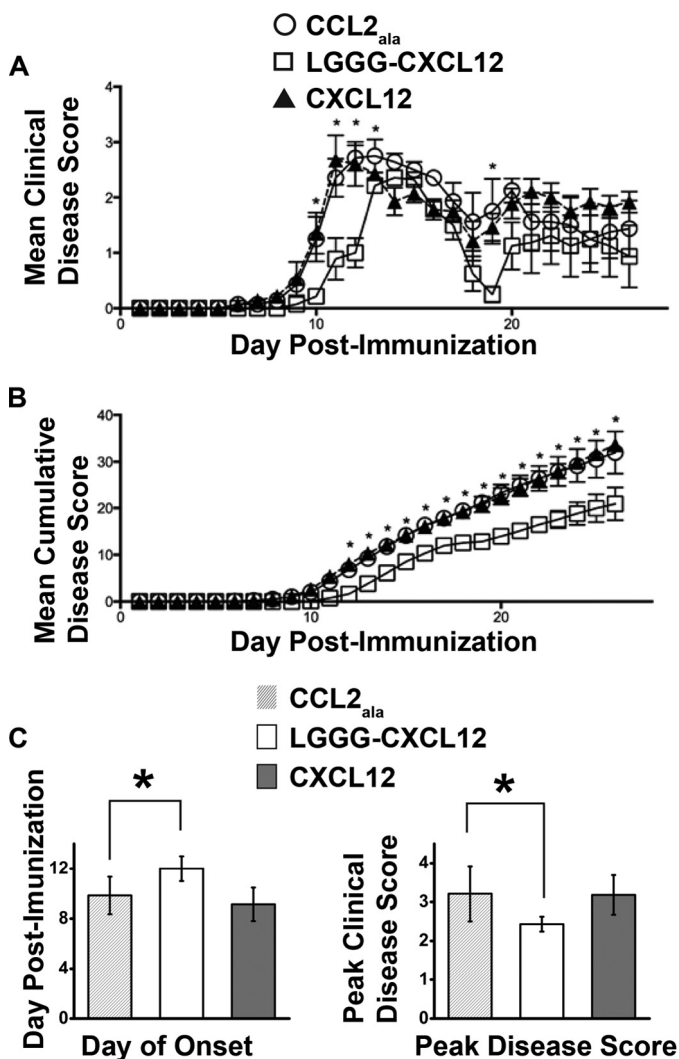 CCL2ala
LGGG-CXCL12
CXCL12
A
Mean Clinical
Disease Score
4
3
2
1
0
0
10
20
* * * * *
Day Post-Immunization
B
Mean Cumulative
Disease Score
40
30
20
10
0
0
10
20
* * * * * * * * * * * * * * *
Day Post-Immunization
CCL2ala
LGGG-CXCL12
CXCL12
C
Day Post-Imunization
12
8
4
0
*
Day of Onset
Peak Clinical
Disease Score
4
3
2
1
0
*
Peak Disease Score